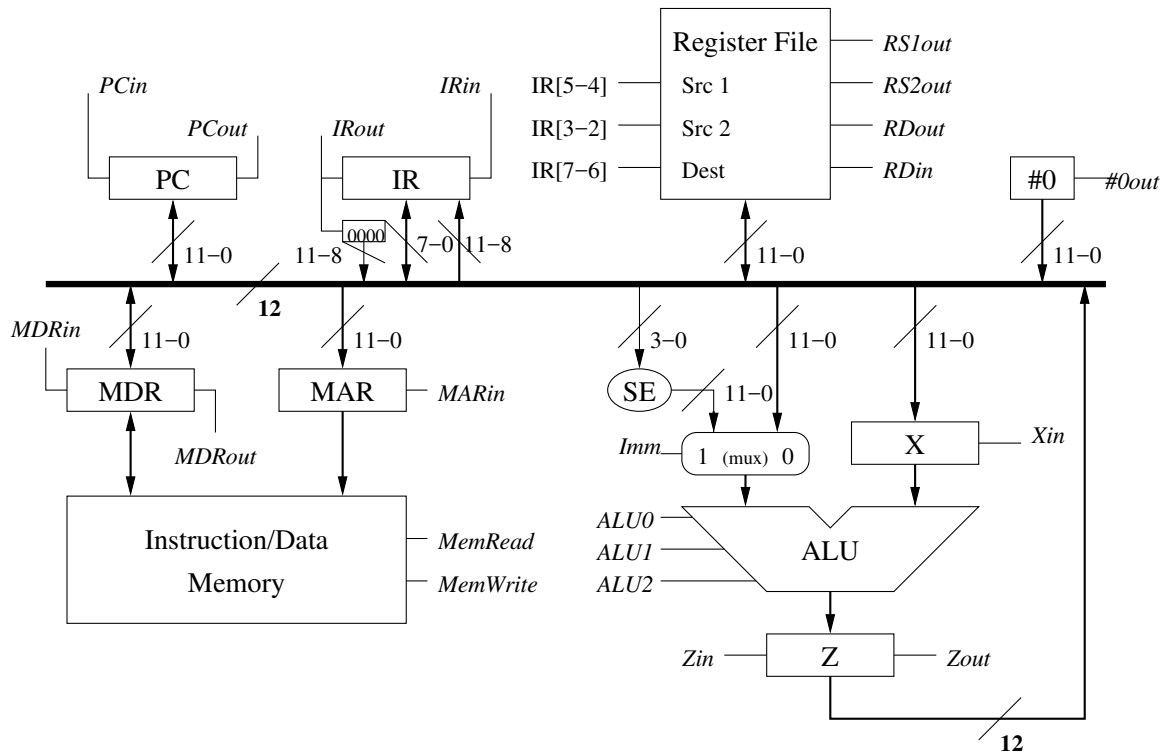 Register File
RS1out
IR[5−4]
Src 1
RS2out
IR[3−2]
Src 2
RDout
IR[7−6]
Dest
RDin
PCin
PCout
PC
11−0
IRin
IRout
IR
0000
11−8
7−0
11−8
11−0
#0
#0out
11−0
12
MDRin
11−0
MDR
MDRout
11−0
MAR
MARin
Instruction/Data
Memory
MemRead
MemWrite
3−0
SE
11−0
11−0
11−0
Imm
1 (mux) 0
X
Xin
ALU0
ALU1
ALU2
ALU
Zin
Z
Zout
12